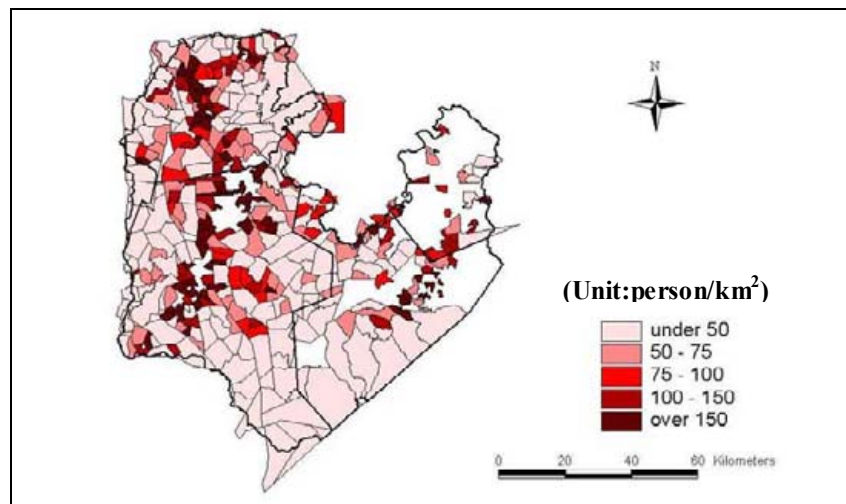 N
(Unit:person/km²)
under 50
50 - 75
75 - 100
100 - 150
over 150
0 20 40 60 Kilometers